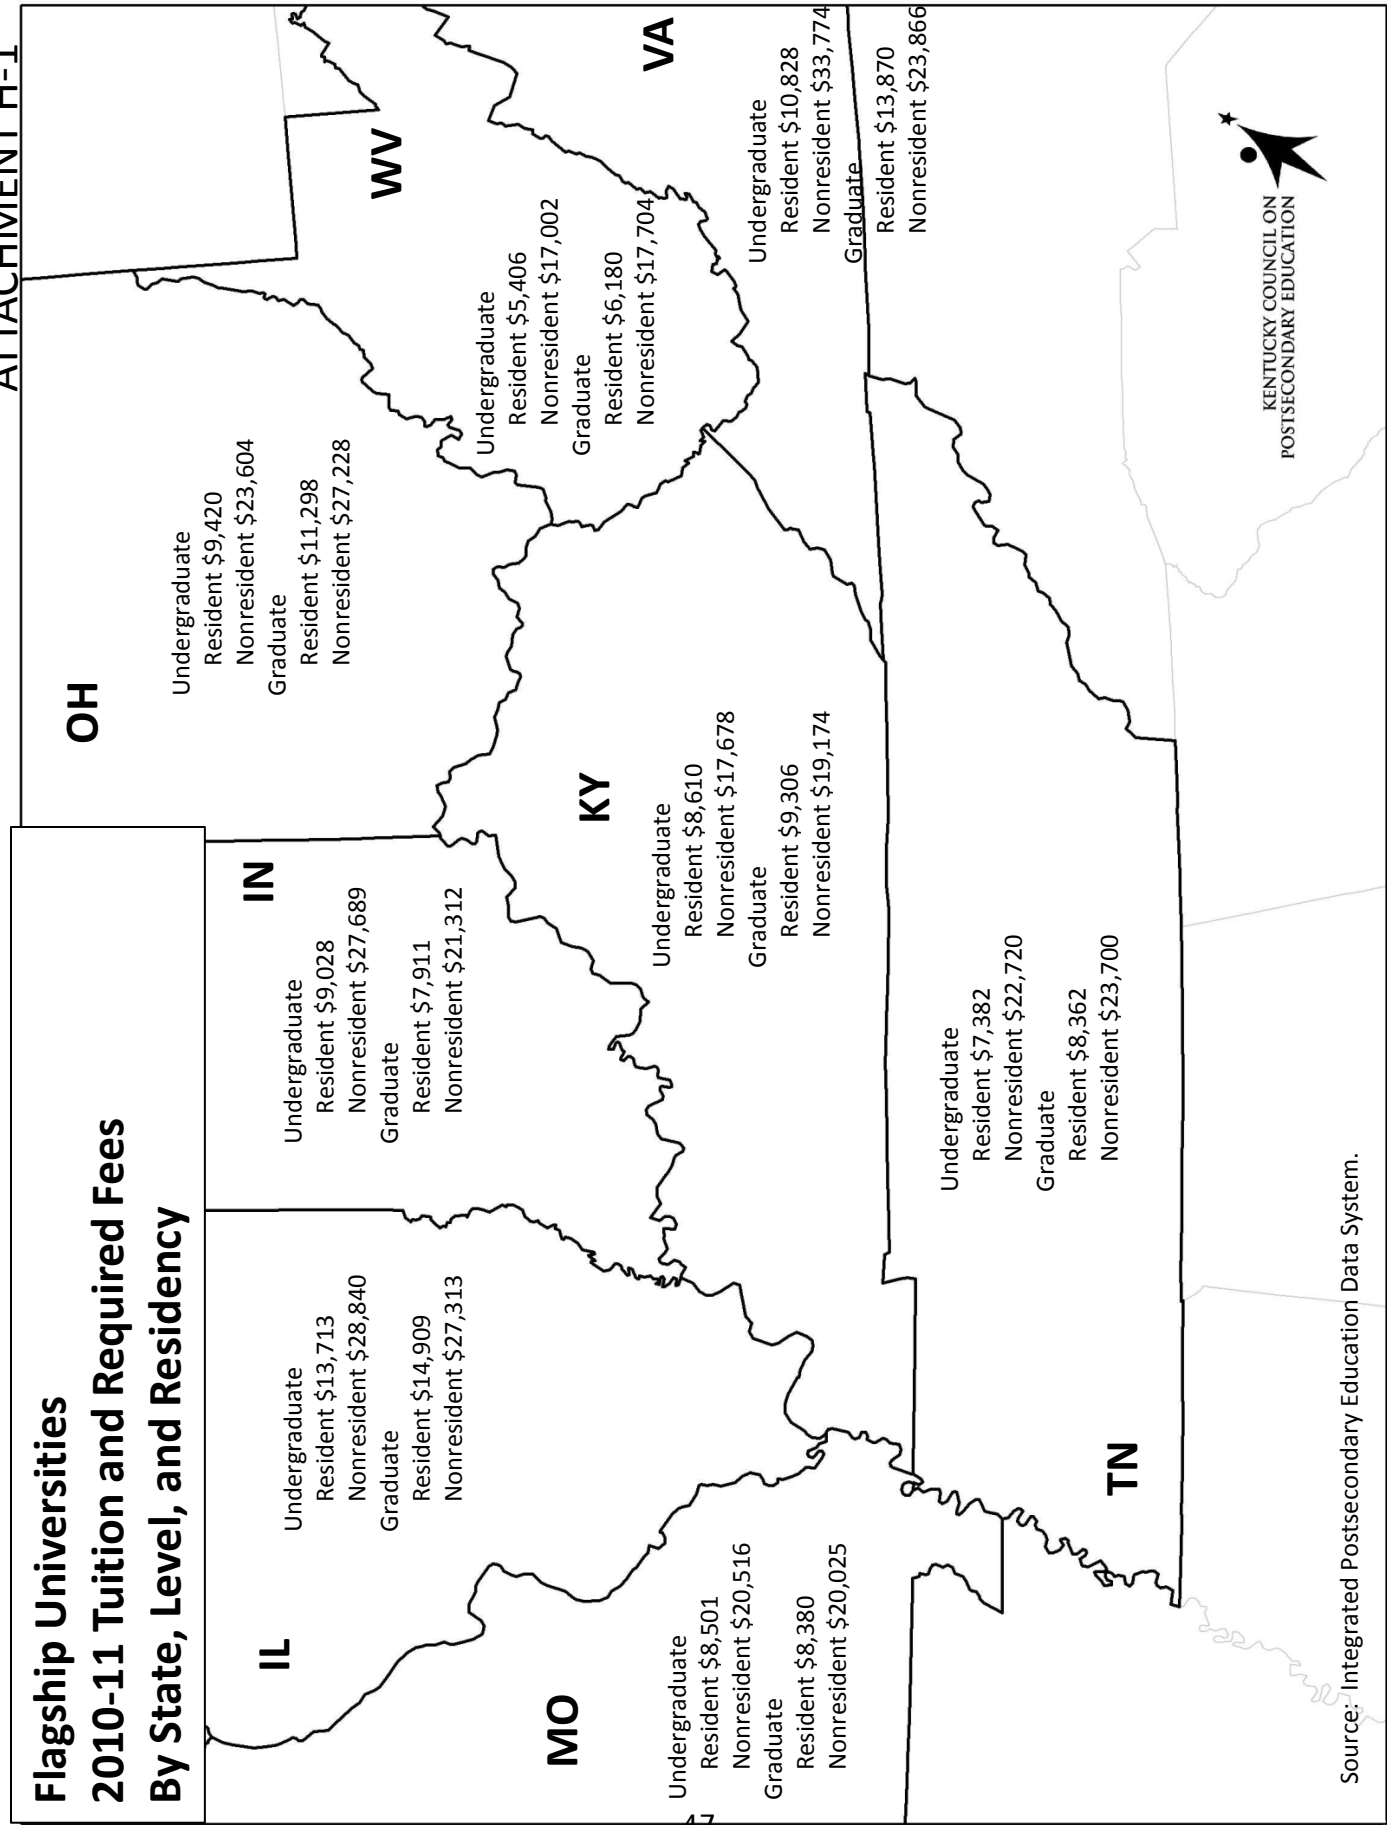 ATTACHMENT H-1
Flagship Universities
2010-11 Tuition and Required Fees
By State, Level, and Residency
IL
Undergraduate
Resident $13,713
Nonresident $28,840
Graduate
Resident $14,909
Nonresident $27,313
IN
Undergraduate
Resident $9,028
Nonresident $27,689
Graduate
Resident $7,911
Nonresident $21,312
OH
Undergraduate
Resident $9,420
Nonresident $23,604
Graduate
Resident $11,298
Nonresident $27,228
WV
Undergraduate
Resident $5,406
Nonresident $17,002
Graduate
Resident $6,180
Nonresident $17,704
MO
Undergraduate
Resident $8,501
Nonresident $20,516
Graduate
Resident $8,380
Nonresident $20,025
KY
Undergraduate
Resident $8,610
Nonresident $17,678
Graduate
Resident $9,306
Nonresident $19,174
VA
Undergraduate
Resident $10,828
Nonresident $33,774
Graduate
Resident $13,870
Nonresident $23,866
TN
Undergraduate
Resident $7,382
Nonresident $22,720
Graduate
Resident $8,362
Nonresident $23,700
KENTUCKY COUNCIL ON
POSTSECONDARY EDUCATION
Source: Integrated Postsecondary Education Data System.
47